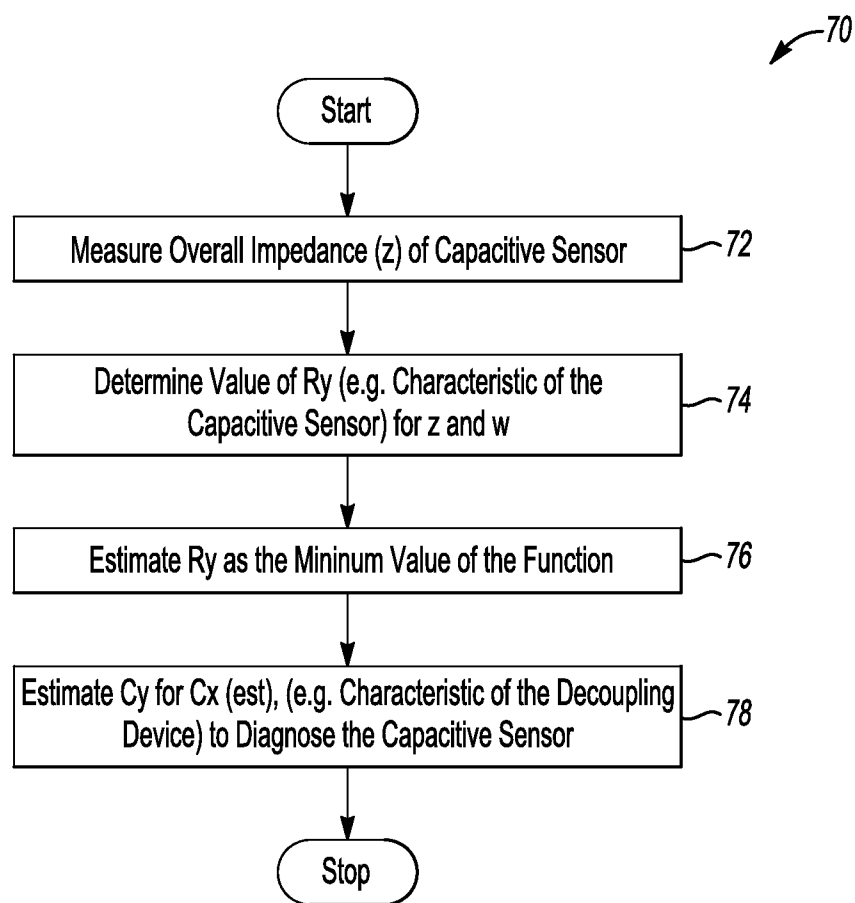 70
Start
Measure Overall Impedance (z) of Capacitive Sensor
72
Determine Value of Ry (e.g. Characteristic of the
Capacitive Sensor) for z and w
74
Estimate Ry as the Mininum Value of the Function
76
Estimate Cy for Cx (est), (e.g. Characteristic of the Decoupling
Device) to Diagnose the Capacitive Sensor
78
Stop